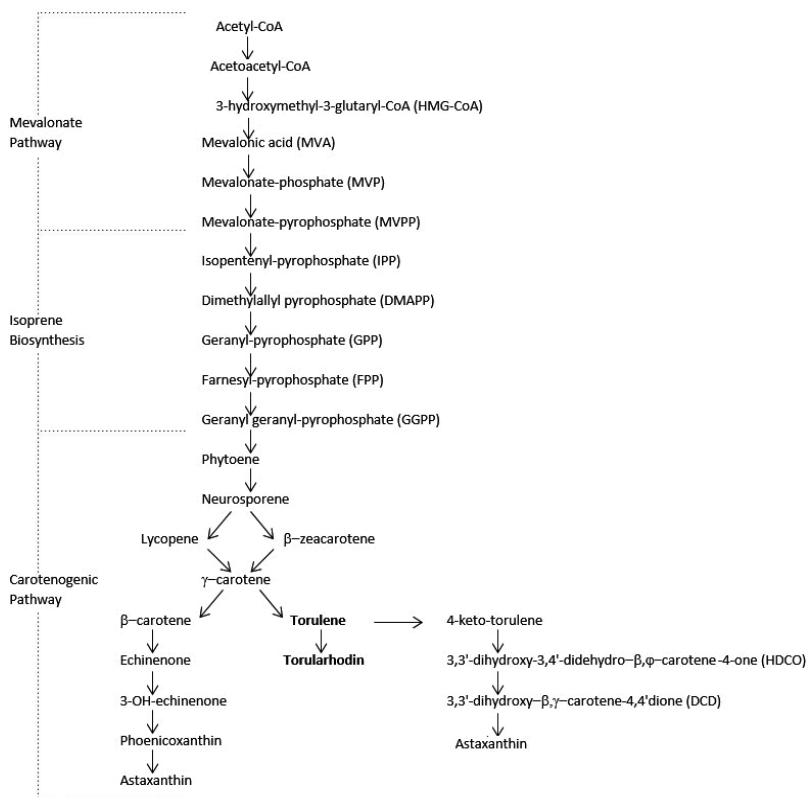 Acetyl-CoA
Acetoacetyl-CoA
3-hydroxymethyl-3-glutaryl-CoA (HMG-CoA)
Mevalonate
Pathway
Mevalonic acid (MVA)
Mevalonate-phosphate (MVP)
Mevalonate-pyrophosphate (MVPP)
Isopentenyl-pyrophosphate (IPP)
Dimethylallyl pyrophosphate (DMAPP)
Isoprene
Biosynthesis
Geranyl-pyrophosphate (GPP)
Farnesyl-pyrophosphate (FPP)
Geranyl geranyl-pyrophosphate (GGPP)
Phytoene
Neurosporene
Lycopene
β−zeacarotene
Carotenogenic
Pathway
γ−carotene
β−carotene
Torulene
4-keto-torulene
Echinenone
Torularhodin
3,3'-dihydroxy-3,4'-didehydro−β,φ−carotene-4-one (HDCO)
3-OH-echinenone
3,3'-dihydroxy−β,γ−carotene-4,4'dione (DCD)
Phoenicoxanthin
Astaxanthin
Astaxanthin